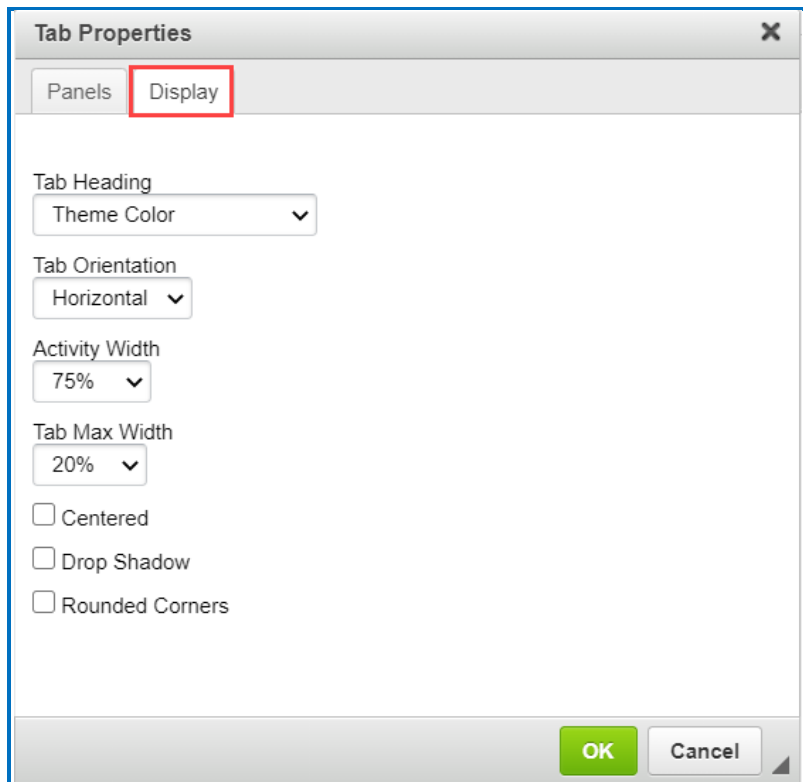 Tab Properties
Panels Display
Tab Heading
Theme Color
Tab Orientation
Horizontal
Activity Width
75%
Tab Max Width
20%
Centered
Drop Shadow
Rounded Corners
OK Cancel